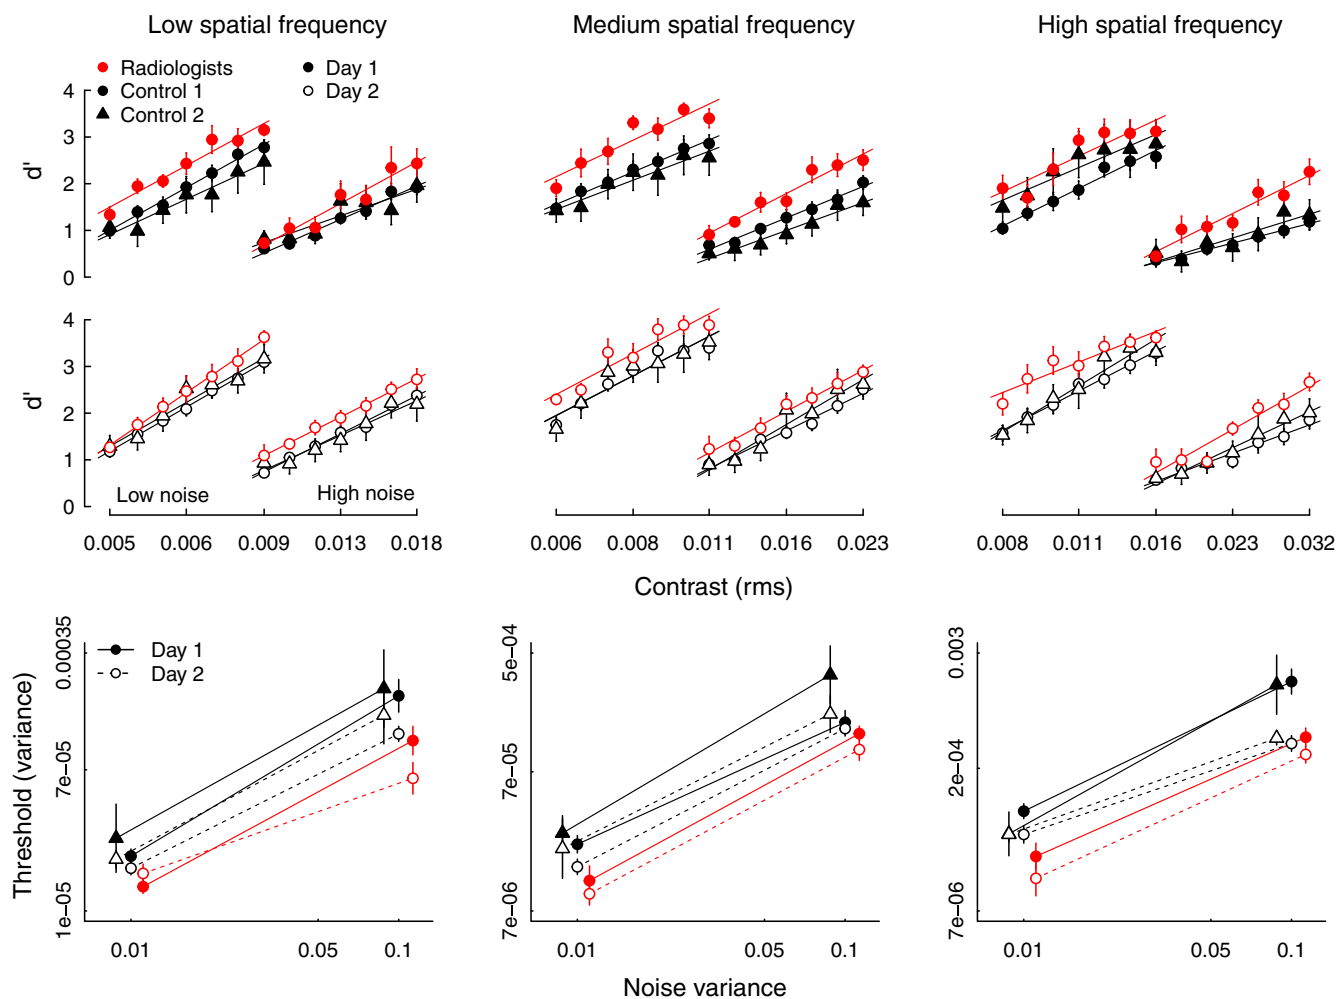 Low spatial frequency
Medium spatial frequency
High spatial frequency
Radiologists
Control 1
Control 2
Day 1
Day 2
d'
4
3
2
1
0
d'
4
3
2
1
0
Low noise
High noise
0.005 0.006 0.009 0.013 0.018
0.006 0.008 0.011 0.016 0.023
0.008 0.011 0.016 0.023 0.032
Contrast (rms)
Day 1
Day 2
Threshold (variance)
0.00035
7e-05
1e-05
5e-04
7e-05
7e-06
0.003
2e-04
7e-06
0.01 0.05 0.1
0.01 0.05 0.1
0.01 0.05 0.1
Noise variance